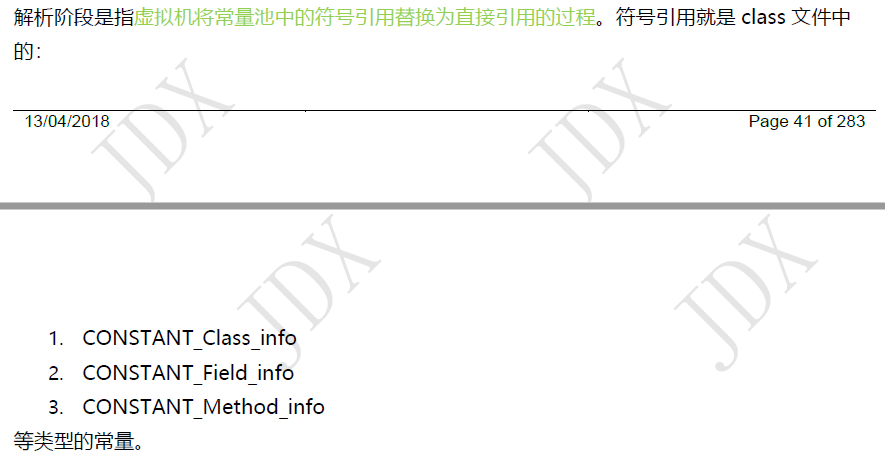 解析阶段是指虚拟机将常量池中的符号引用替换为直接引用的过程。符号引用就是 class 文件中
的：
13/04/2018 Page 41 of 283
JDX JDX
JDX JDX
1. CONSTANT_Class_info
2. CONSTANT_Field_info
3. CONSTANT_Method_info
等类型的常量。